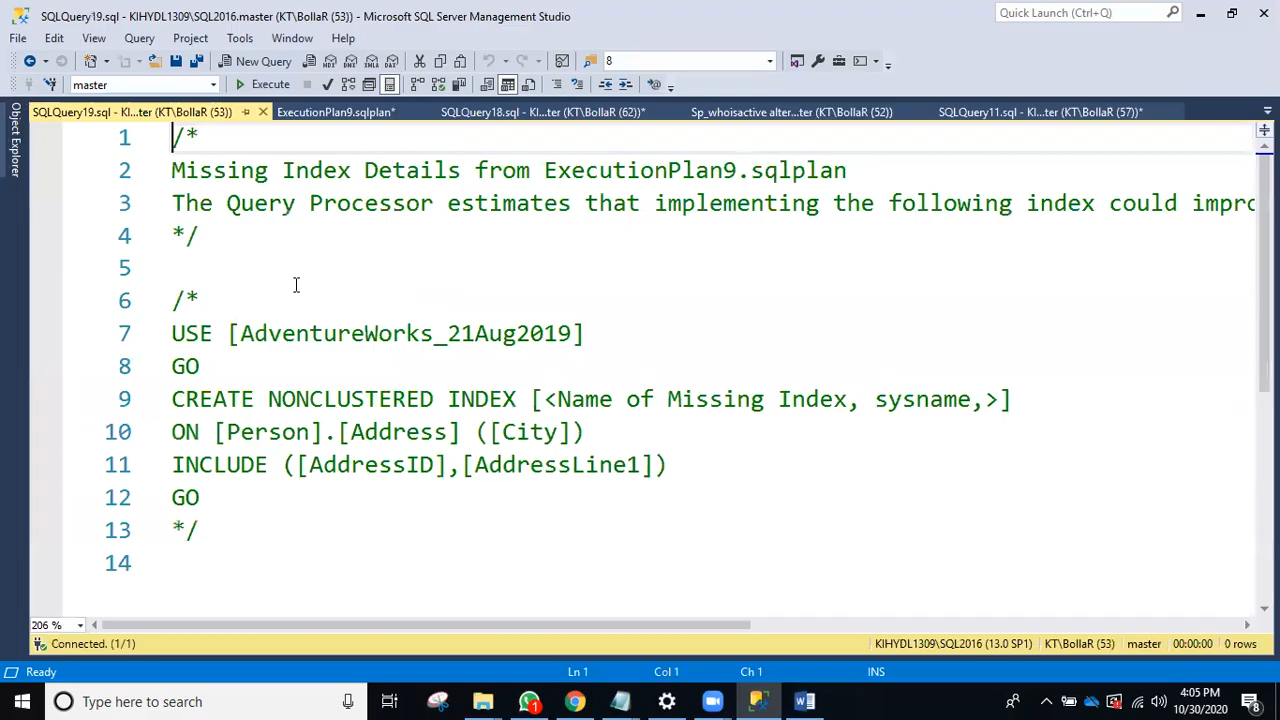 SQLQuery19.sql - KIHYDL1309\SQL2016.master (KT\BollaR (53)) - Microsoft SQL Server Management Studio
Quick Launch (Ctrl+Q)
File Edit View Query Project Tools Window Help
New Query
8
master
Execute
SQLQuery19.sql - KI...ter (KT\BollaR (53)) ExecutionPlan9.sqlplan* SQLQuery18.sql - KI...ter (KT\BollaR (62))* Sp_whoisactive alter...ter (KT\BollaR (52)) SQLQuery11.sql - KI...ter (KT\BollaR (57))*
Object Explorer
1 /*
2 Missing Index Details from ExecutionPlan9.sqlplan
3 The Query Processor estimates that implementing the following index could impro
4 */
5
6 /*
7 USE [AdventureWorks_21Aug2019]
8 GO
9 CREATE NONCLUSTERED INDEX [<Name of Missing Index, sysname,>]
10 ON [Person].[Address] ([City])
11 INCLUDE ([AddressID],[AddressLine1])
12 GO
13 */
14
206 %
Connected. (1/1) KIHYDL1309\SQL2016 (13.0 SP1) KT\BollaR (53) master 00:00:00 0 rows
Ready Ln 1 Col 1 Ch 1 INS
Type here to search
4:05 PM
10/30/2020
1
8